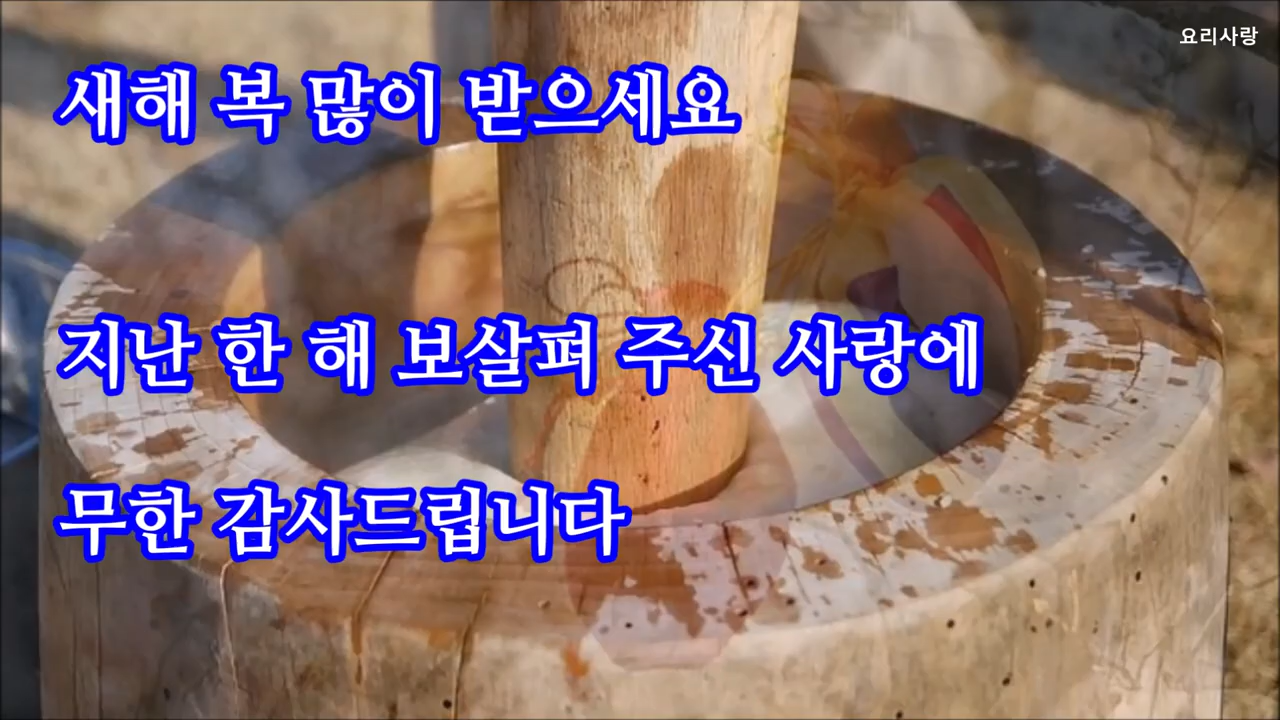 요리사랑
새해 복 많이 받으세요
지난 한 해 보살펴 주신 사랑에
무한 감사드립니다